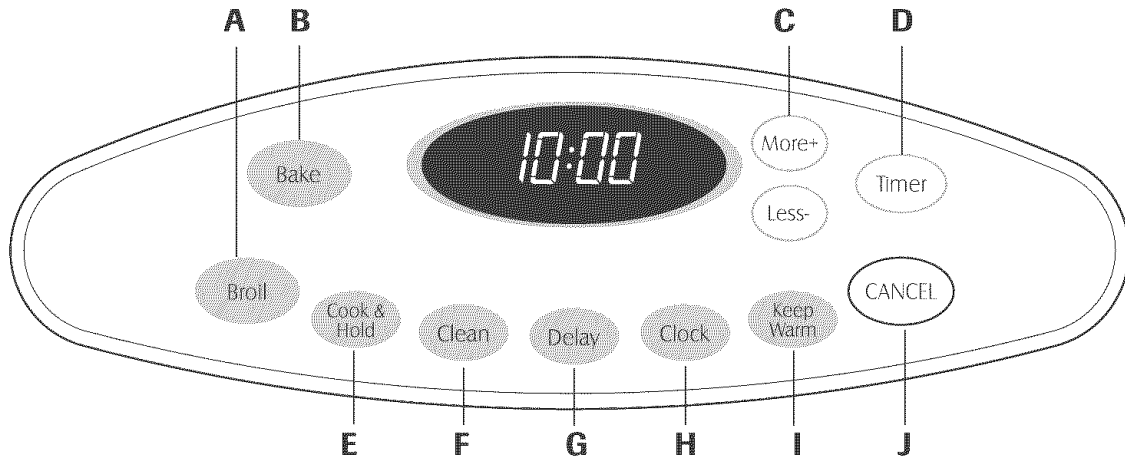 A B C D
10:00
More+
Bake
Timer
Less-
Broil
CANCEL
Cook &
Hold
Clean
Delay
Clock
Keep
Warm
E F G H I J